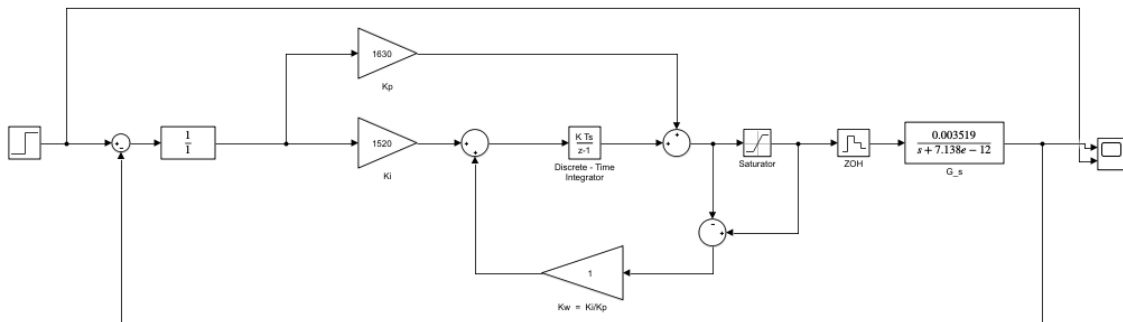 1630
Kp
1
1
1520
Ki
+
-
+
+
K Ts
z-1
Discrete - Time
Integrator
+
+
Saturator
ZOH
0.003519
s + 7.138e − 12
G_s
-
+
1
Kw = Ki/Kp